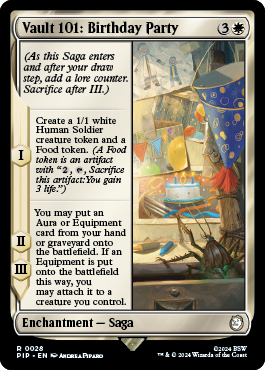 Vault 101: Birthday Party 3
(As this Saga enters
and after your draw
step, add a lore counter.
Sacrifice after III.)
I
Create a 1/1 white
Human Soldier
creature token and a
Food token. (A Food
token is an artifact
with “2, , Sacrifice
this artifact:You gain
3 life.”)
II
III
You may put an
Aura or Equipment
card from your hand
or graveyard onto
the battlefield. If an
Equipment is put
onto the battlefield
this way, you
may attach it to a
creature you control.
Enchantment — Saga
R 0028
PIP • EN Andrea Piparo
©2024 BSW
™ & © 2024 Wizards of the Coast